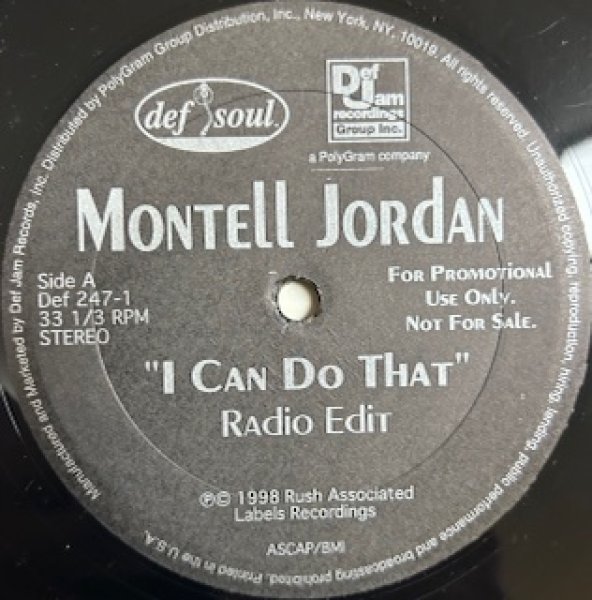 def soul.
Def
Jam
recordings
Group Inc.
a PolyGram company
MONTELL JORDAN
Side A
Def 247-1
33 1/3 RPM
STEREO
FOR PROMOTIONAL
USE ONLY.
NOT FOR SALE.
"I CAN DO THAT"
RADIO EDIT
℗© 1998 Rush Associated
Labels Recordings
ASCAP/BMI
Manufactured and Marketed by Def Jam Records, Inc. Distributed by PolyGram Group Distribution, Inc., New York, NY, 10019. All rights reserved. Unauthorized copying, reproduction, hiring, lending, public performance and broadcasting prohibited. Printed in the U.S.A.